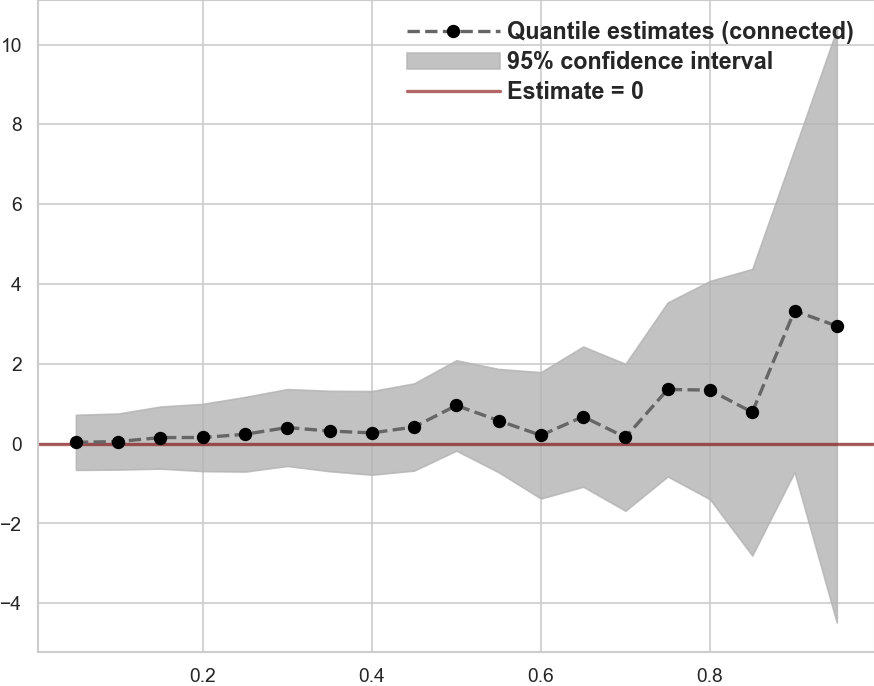 Quantile estimates (connected)
95% confidence interval
Estimate = 0
10
8
6
4
2
0
−2
−4
0.2 0.4 0.6 0.8